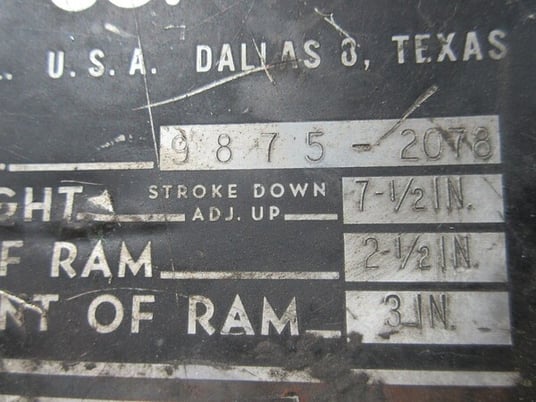 CO.
U.S.A. DALLAS 3, TEXAS
9875-2078
GHT STROKE DOWN ADJ. UP 7-1/2 IN.
F RAM 2-1/2 IN.
NT OF RAM 3 IN.